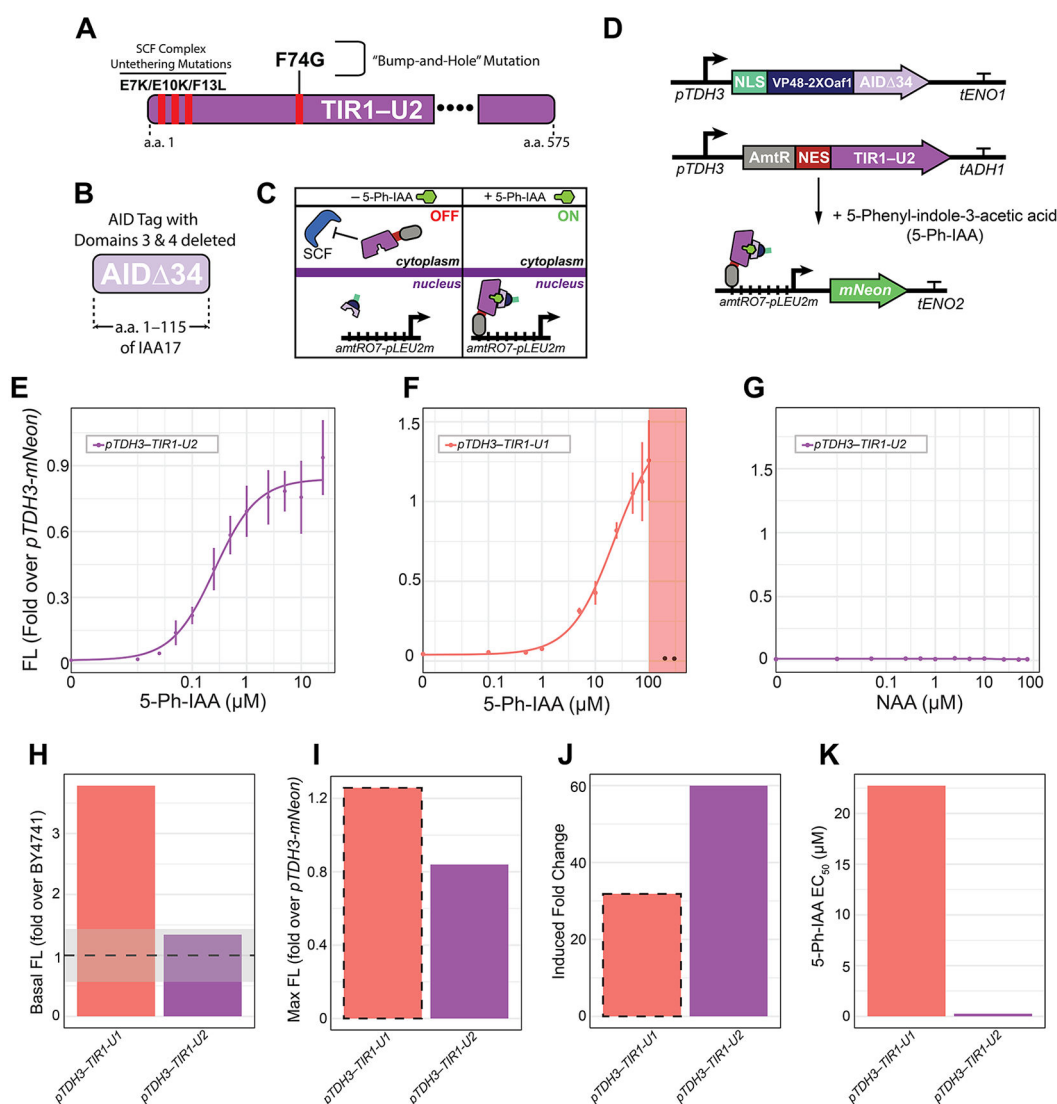 A
SCF Complex
Untethering Mutations
E7K/E10K/F13L
F74G
"Bump-and-Hole" Mutation
TIR1–U2
a.a. 1
a.a. 575
B
AID Tag with
Domains 3 & 4 deleted
AIDΔ34
a.a. 1–115
of IAA17
C
– 5-Ph-IAA
+ 5-Ph-IAA
OFF
ON
SCF
cytoplasm
cytoplasm
nucleus
nucleus
amtRO7-pLEU2m
amtRO7-pLEU2m
D
NLS
VP48-2XOaf1
AIDΔ34
pTDH3
tENO1
AmtR
NES
TIR1–U2
pTDH3
tADH1
+ 5-Phenyl-indole-3-acetic acid
(5-Ph-IAA)
mNeon
amtRO7-pLEU2m
tENO2
E
FL (Fold over pTDH3-mNeon)
pTDH3–TIR1-U2
0.9
0.6
0.3
0
0
0.1
1
10
5-Ph-IAA (µM)
F
pTDH3–TIR1-U1
1.5
1
0.5
0
0
0.1
1
10
100
5-Ph-IAA (µM)
G
pTDH3–TIR1-U2
1.5
1
0.5
0
0
0.1
1
10
100
NAA (µM)
H
Basal FL (fold over BY4741)
3
2
1
0
pTDH3–TIR1-U1
pTDH3–TIR1-U2
I
Max FL (fold over pTDH3-mNeon)
1.2
0.8
0.4
0
pTDH3–TIR1-U1
pTDH3–TIR1-U2
J
Induced Fold Change
60
40
20
0
pTDH3–TIR1-U1
pTDH3–TIR1-U2
K
5-Ph-IAA EC50 (µM)
20
15
10
5
0
pTDH3–TIR1-U1
pTDH3–TIR1-U2